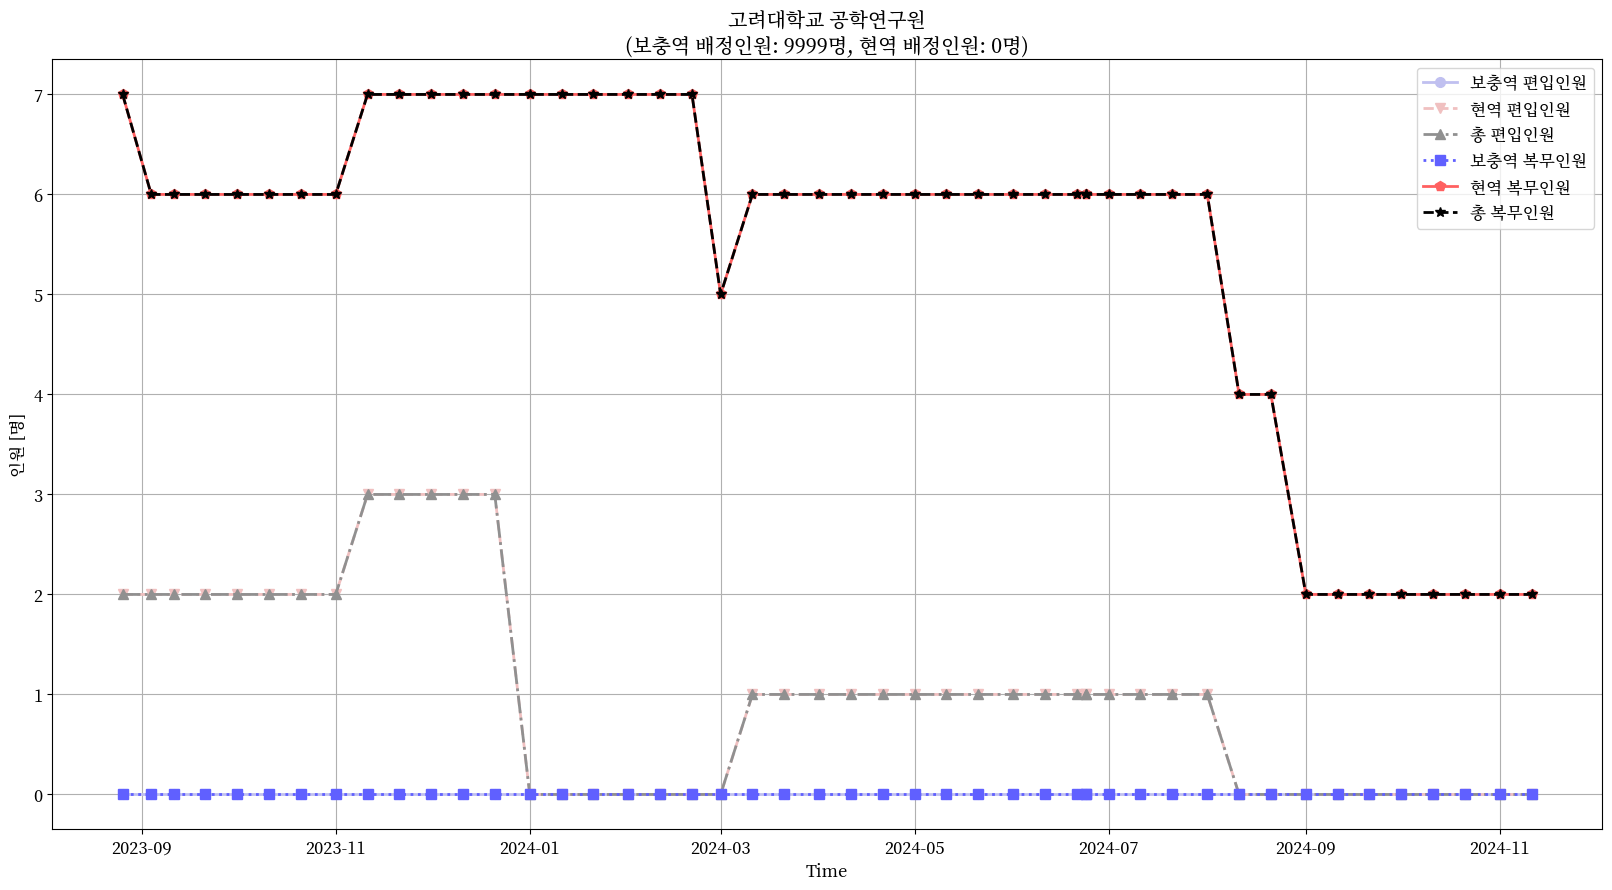 고려대학교 공학연구원
(보충역 배정인원: 9999명, 현역 배정인원: 0명)
보충역 편입인원
현역 편입인원
총 편입인원
보충역 복무인원
현역 복무인원
총 복무인원
인원 [명]
7
6
5
4
3
2
1
0
2023-09
2023-11
2024-01
2024-03
2024-05
2024-07
2024-09
2024-11
Time